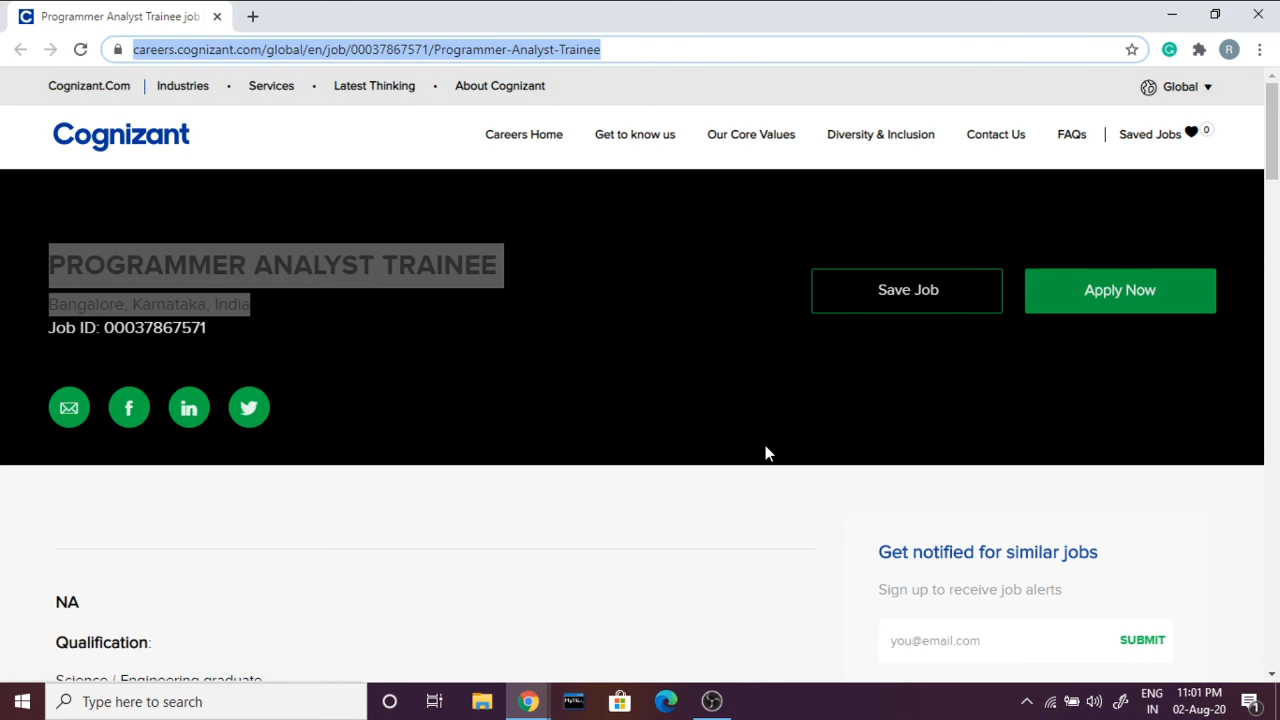 Programmer Analyst Trainee job
careers.cognizant.com/global/en/job/00037867571/Programmer-Analyst-Trainee
R
Cognizant.Com | Industries • Services • Latest Thinking • About Cognizant
Global
Cognizant
Careers Home Get to know us Our Core Values Diversity & Inclusion Contact Us FAQs | Saved Jobs 0
PROGRAMMER ANALYST TRAINEE
Bangalore, Karnataka, India
Job ID: 00037867571
Save Job
Apply Now
NA
Qualification:
Science / Engineering graduate
Get notified for similar jobs
Sign up to receive job alerts
you@email.com SUBMIT
Type here to search
ENG
IN
11:01 PM
02-Aug-20
1